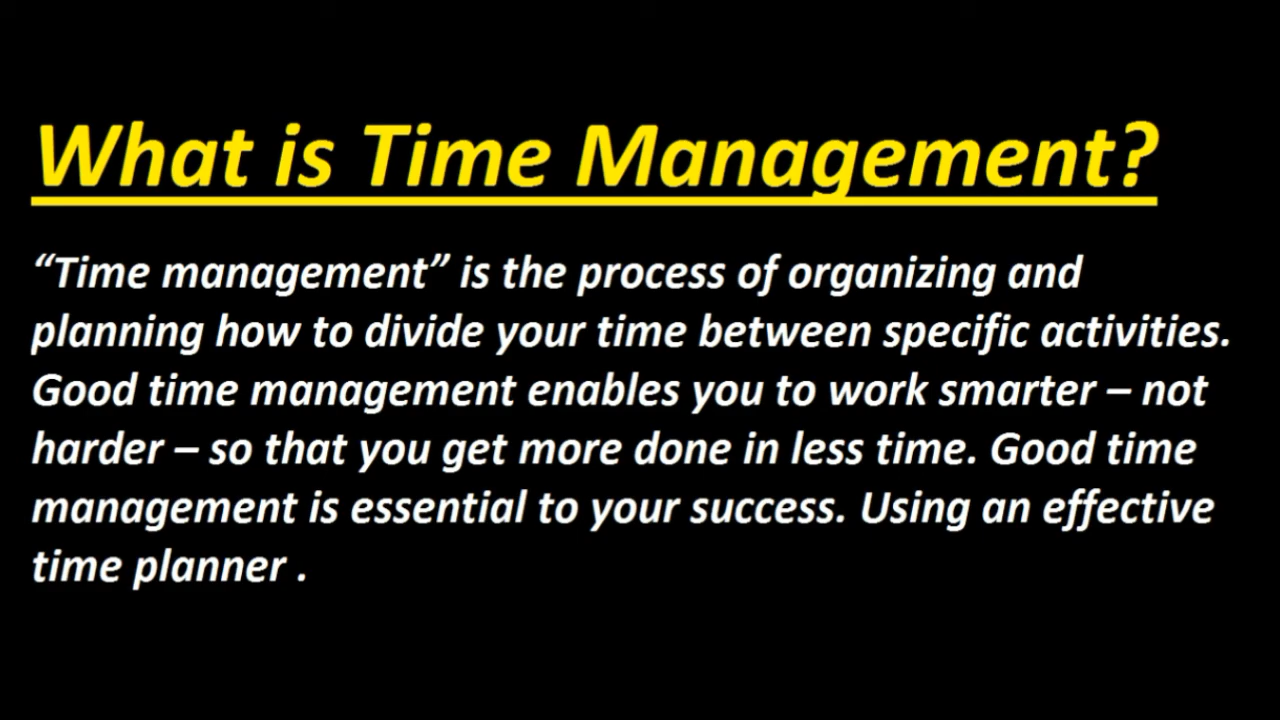 What is Time Management?
“Time management” is the process of organizing and
planning how to divide your time between specific activities.
Good time management enables you to work smarter – not
harder – so that you get more done in less time. Good time
management is essential to your success. Using an effective
time planner .